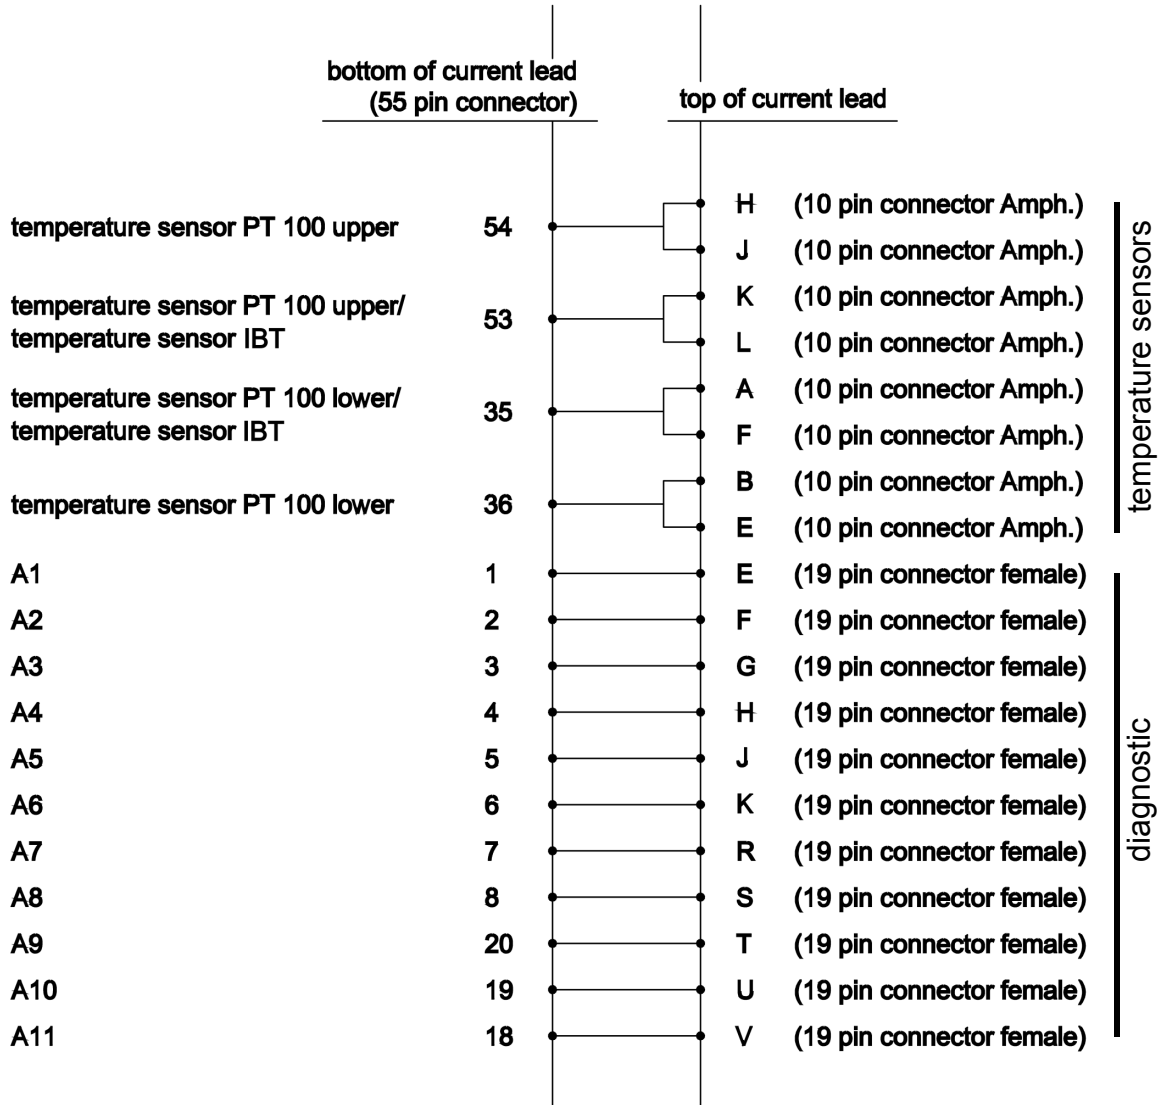 bottom of current lead
(55 pin connector)
top of current lead
H (10 pin connector Amph.)
temperature sensor PT 100 upper 54
J (10 pin connector Amph.)
K (10 pin connector Amph.)
temperature sensor PT 100 upper/
temperature sensor IBT 53
L (10 pin connector Amph.)
A (10 pin connector Amph.)
temperature sensor PT 100 lower/
temperature sensor IBT 35
F (10 pin connector Amph.)
B (10 pin connector Amph.)
temperature sensor PT 100 lower 36
E (10 pin connector Amph.)
temperature sensors
A1 1 E (19 pin connector female)
A2 2 F (19 pin connector female)
A3 3 G (19 pin connector female)
A4 4 H (19 pin connector female)
A5 5 J (19 pin connector female)
A6 6 K (19 pin connector female)
A7 7 R (19 pin connector female)
A8 8 S (19 pin connector female)
A9 20 T (19 pin connector female)
A10 19 U (19 pin connector female)
A11 18 V (19 pin connector female)
diagnostic